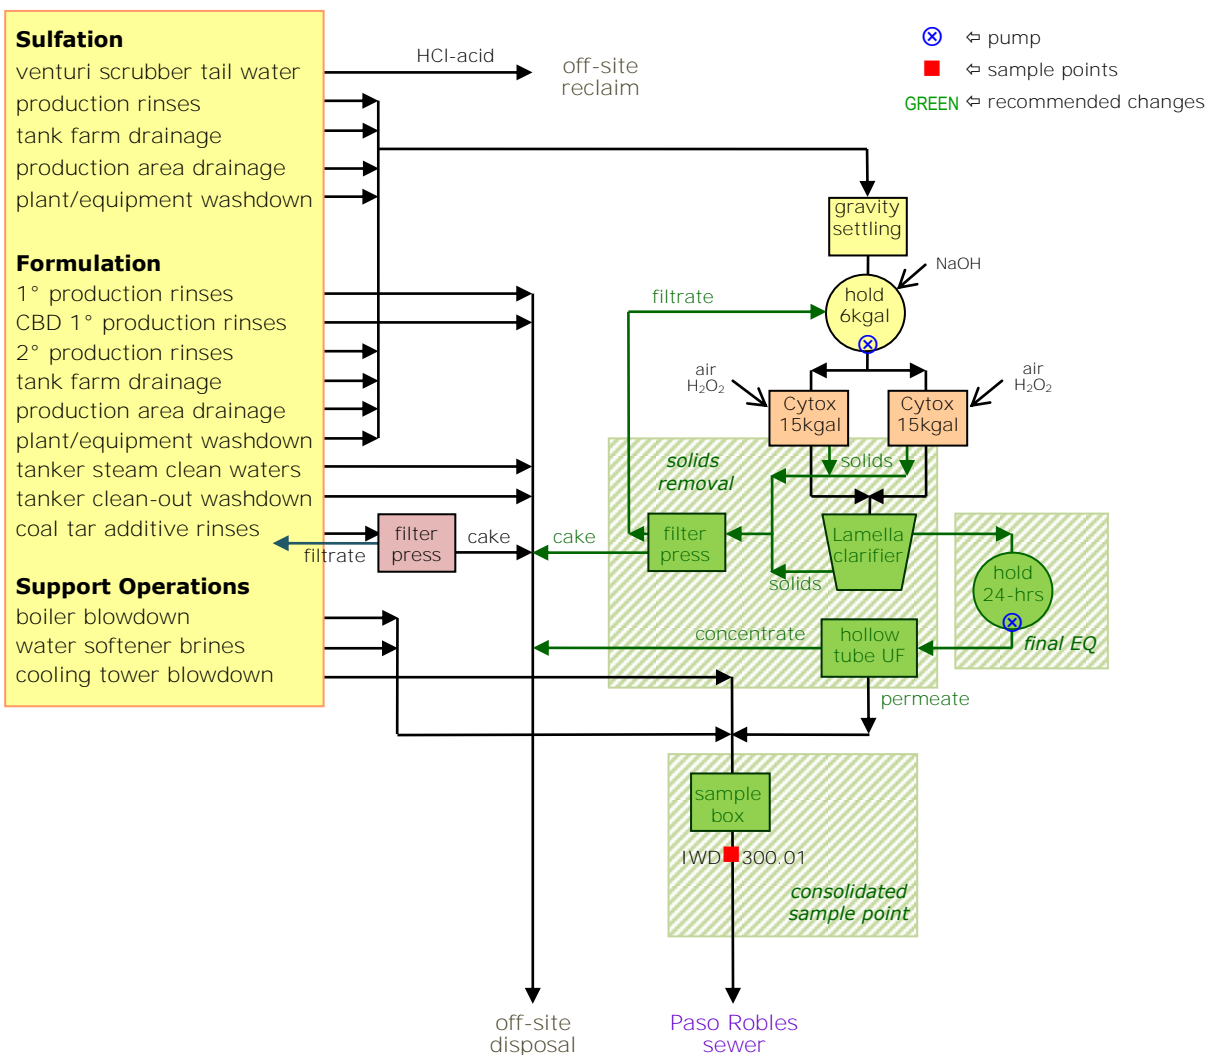 Sulfation
venturi scrubber tail water
production rinses
tank farm drainage
production area drainage
plant/equipment washdown
Formulation
1° production rinses
CBD 1° production rinses
2° production rinses
tank farm drainage
production area drainage
plant/equipment washdown
tanker steam clean waters
tanker clean-out washdown
coal tar additive rinses
Support Operations
boiler blowdown
water softener brines
cooling tower blowdown
HCl-acid
off-site
reclaim
⇦ pump
⇦ sample points
GREEN ⇦ recommended changes
gravity
settling
NaOH
hold
6kgal
filtrate
air
H₂O₂
air
H₂O₂
Cytox
15kgal
Cytox
15kgal
solids
solids
removal
filter
press
cake
filtrate
cake
filter
press
Lamella
clarifier
solids
hold
24-hrs
final EQ
concentrate
hollow
tube UF
permeate
sample
box
IWD 300.01
consolidated
sample point
off-site
disposal
Paso Robles
sewer